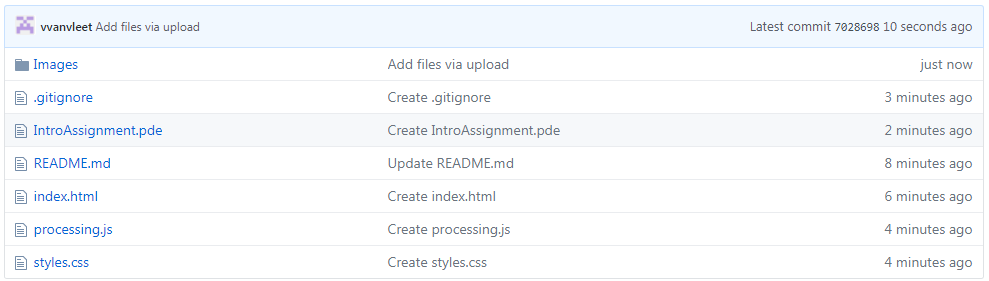 vvanvleet Add files via upload Latest commit 7028698 10 seconds ago
Images Add files via upload just now
.gitignore Create .gitignore 3 minutes ago
IntroAssignment.pde Create IntroAssignment.pde 2 minutes ago
README.md Update README.md 8 minutes ago
index.html Create index.html 6 minutes ago
processing.js Create processing.js 4 minutes ago
styles.css Create styles.css 4 minutes ago